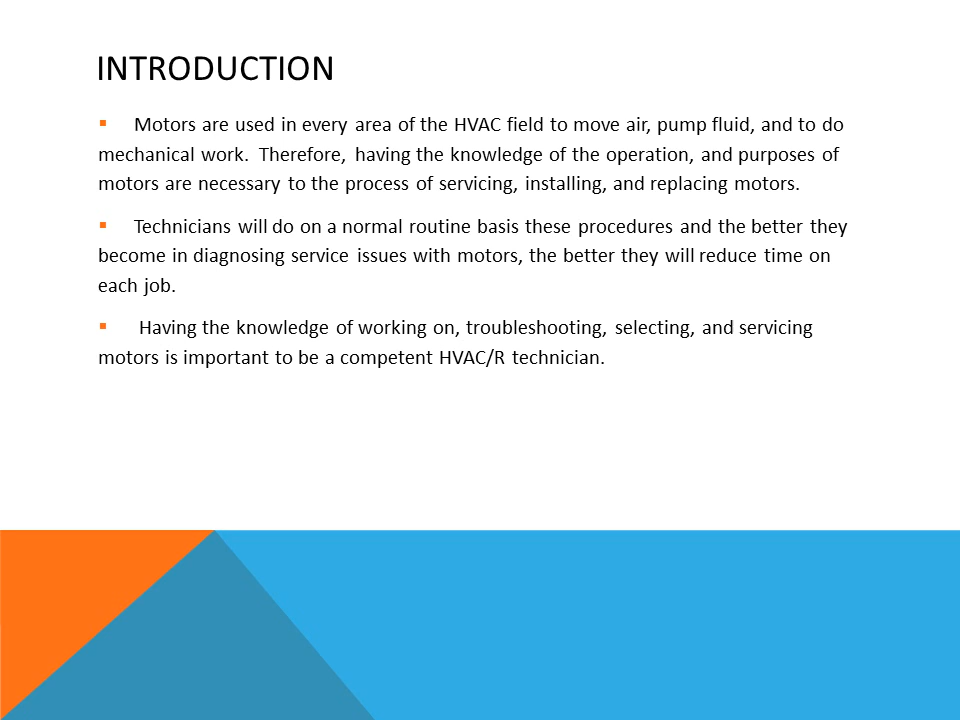 INTRODUCTION
▪ Motors are used in every area of the HVAC field to move air, pump fluid, and to do
mechanical work. Therefore, having the knowledge of the operation, and purposes of
motors are necessary to the process of servicing, installing, and replacing motors.
▪ Technicians will do on a normal routine basis these procedures and the better they
become in diagnosing service issues with motors, the better they will reduce time on
each job.
▪ Having the knowledge of working on, troubleshooting, selecting, and servicing
motors is important to be a competent HVAC/R technician.